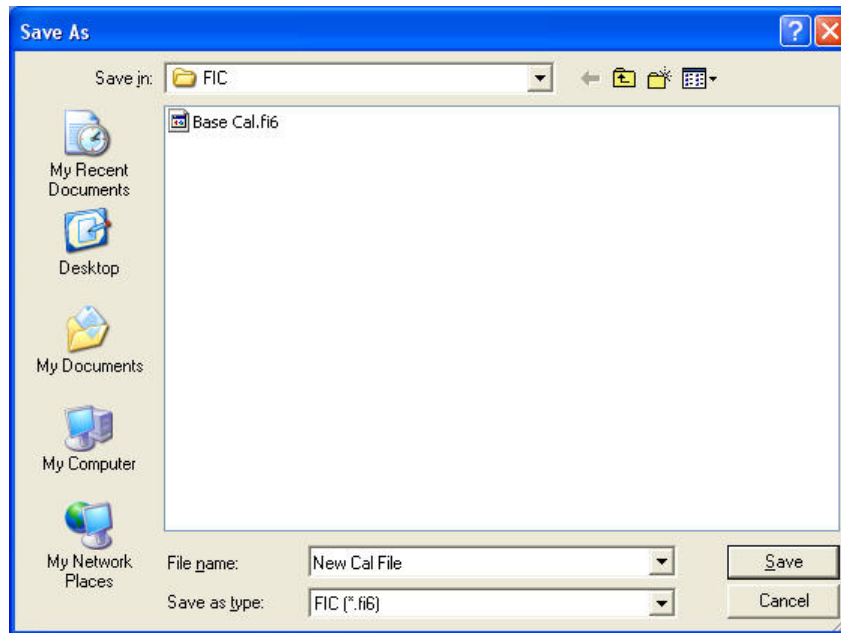 Save As
Save in:
FIC
Base Cal.fi6
My Recent
Documents
Desktop
My Documents
My Computer
My Network
Places
File name:
New Cal File
Save
Save as type:
FIC (*.fi6)
Cancel